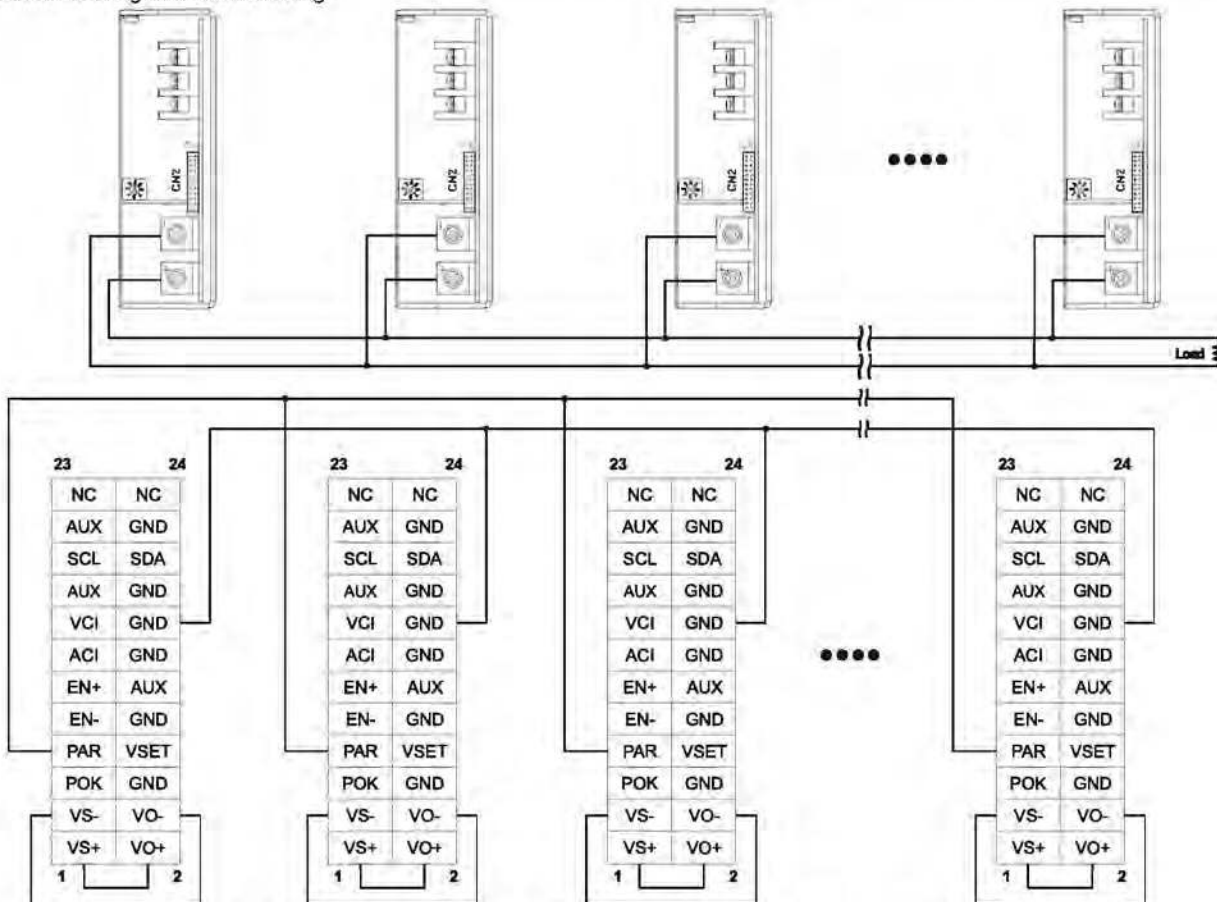 CN2 CN2 CN2 CN2
Load
23 24 23 24 23 24 23 24
NC NC NC NC NC NC NC NC
AUX GND AUX GND AUX GND AUX GND
SCL SDA SCL SDA SCL SDA SCL SDA
AUX GND AUX GND AUX GND AUX GND
VCI GND VCI GND VCI GND VCI GND
ACI GND ACI GND ACI GND ACI GND
EN+ AUX EN+ AUX EN+ AUX EN+ AUX
EN- GND EN- GND EN- GND EN- GND
PAR VSET PAR VSET PAR VSET PAR VSET
POK GND POK GND POK GND POK GND
VS- VO- VS- VO- VS- VO- VS- VO-
VS+ VO+ VS+ VO+ VS+ VO+ VS+ VO+
1 2 1 2 1 2 1 2